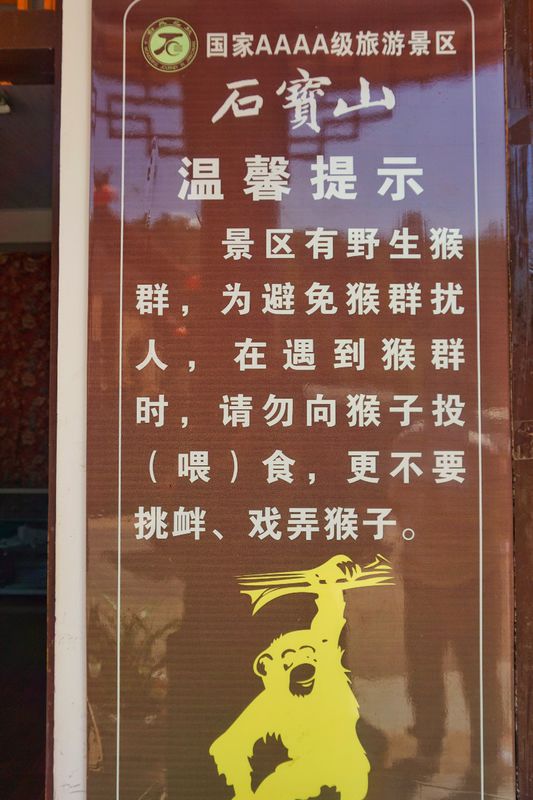 国家AAAA级旅游景区
石寳山
温馨提示
景区有野生猴
群，为避免猴群扰
人，在遇到猴群
时，请勿向猴子投
（喂）食，更不要
挑衅、戏弄猴子。